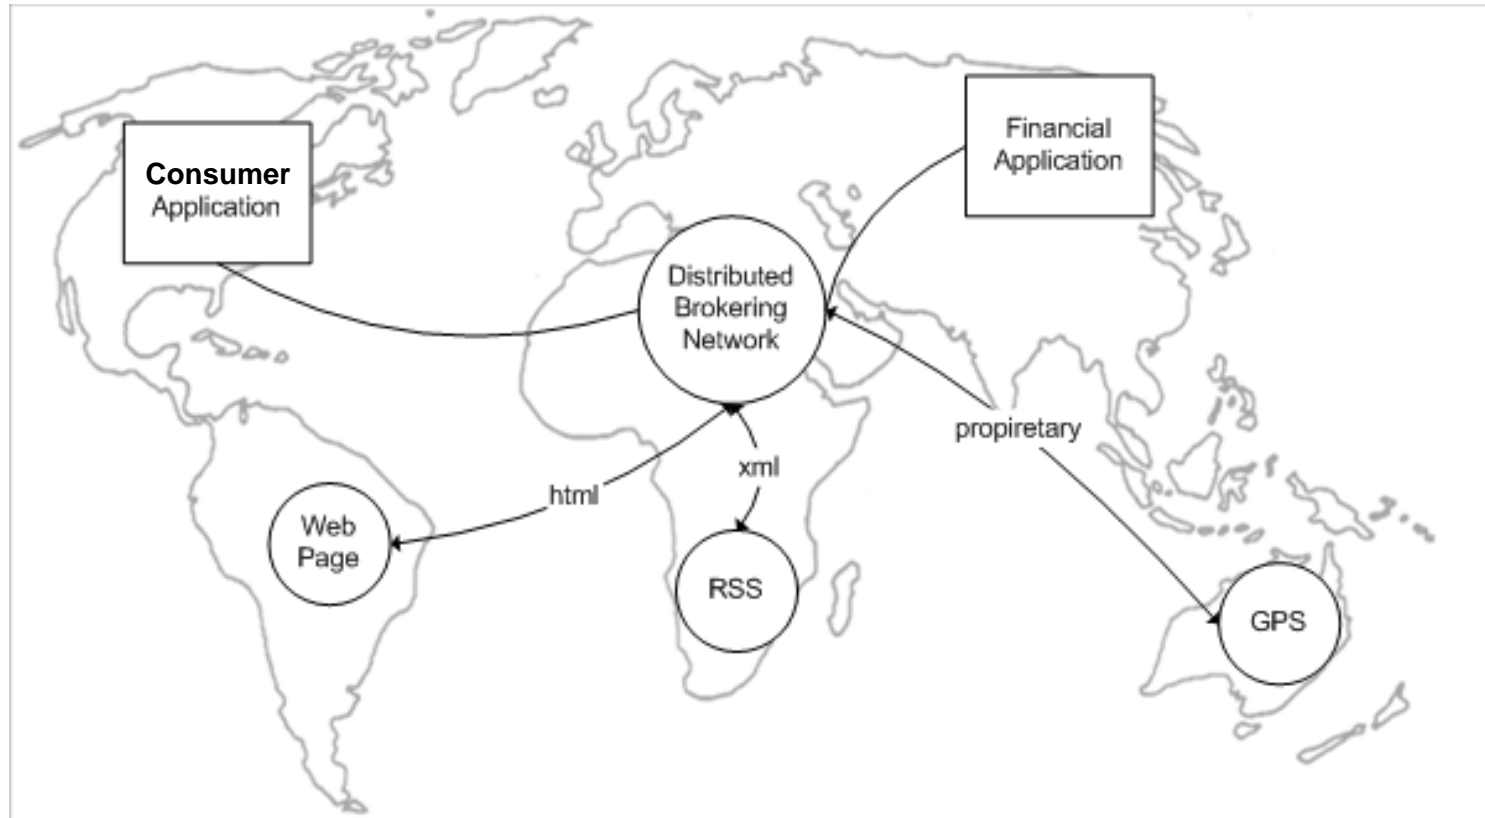 Consumer
Application
Financial
Application
Distributed
Brokering
Network
propiretary
xml
html
Web
Page
RSS
GPS